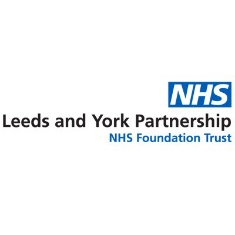 NHS
Leeds and York Partnership
NHS Foundation Trust